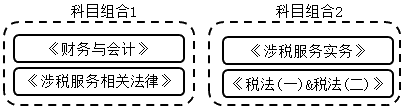 科目组合1
《财务与会计》
《涉税服务相关法律》
科目组合2
《涉税服务实务》
《税法(一)&税法(二)》